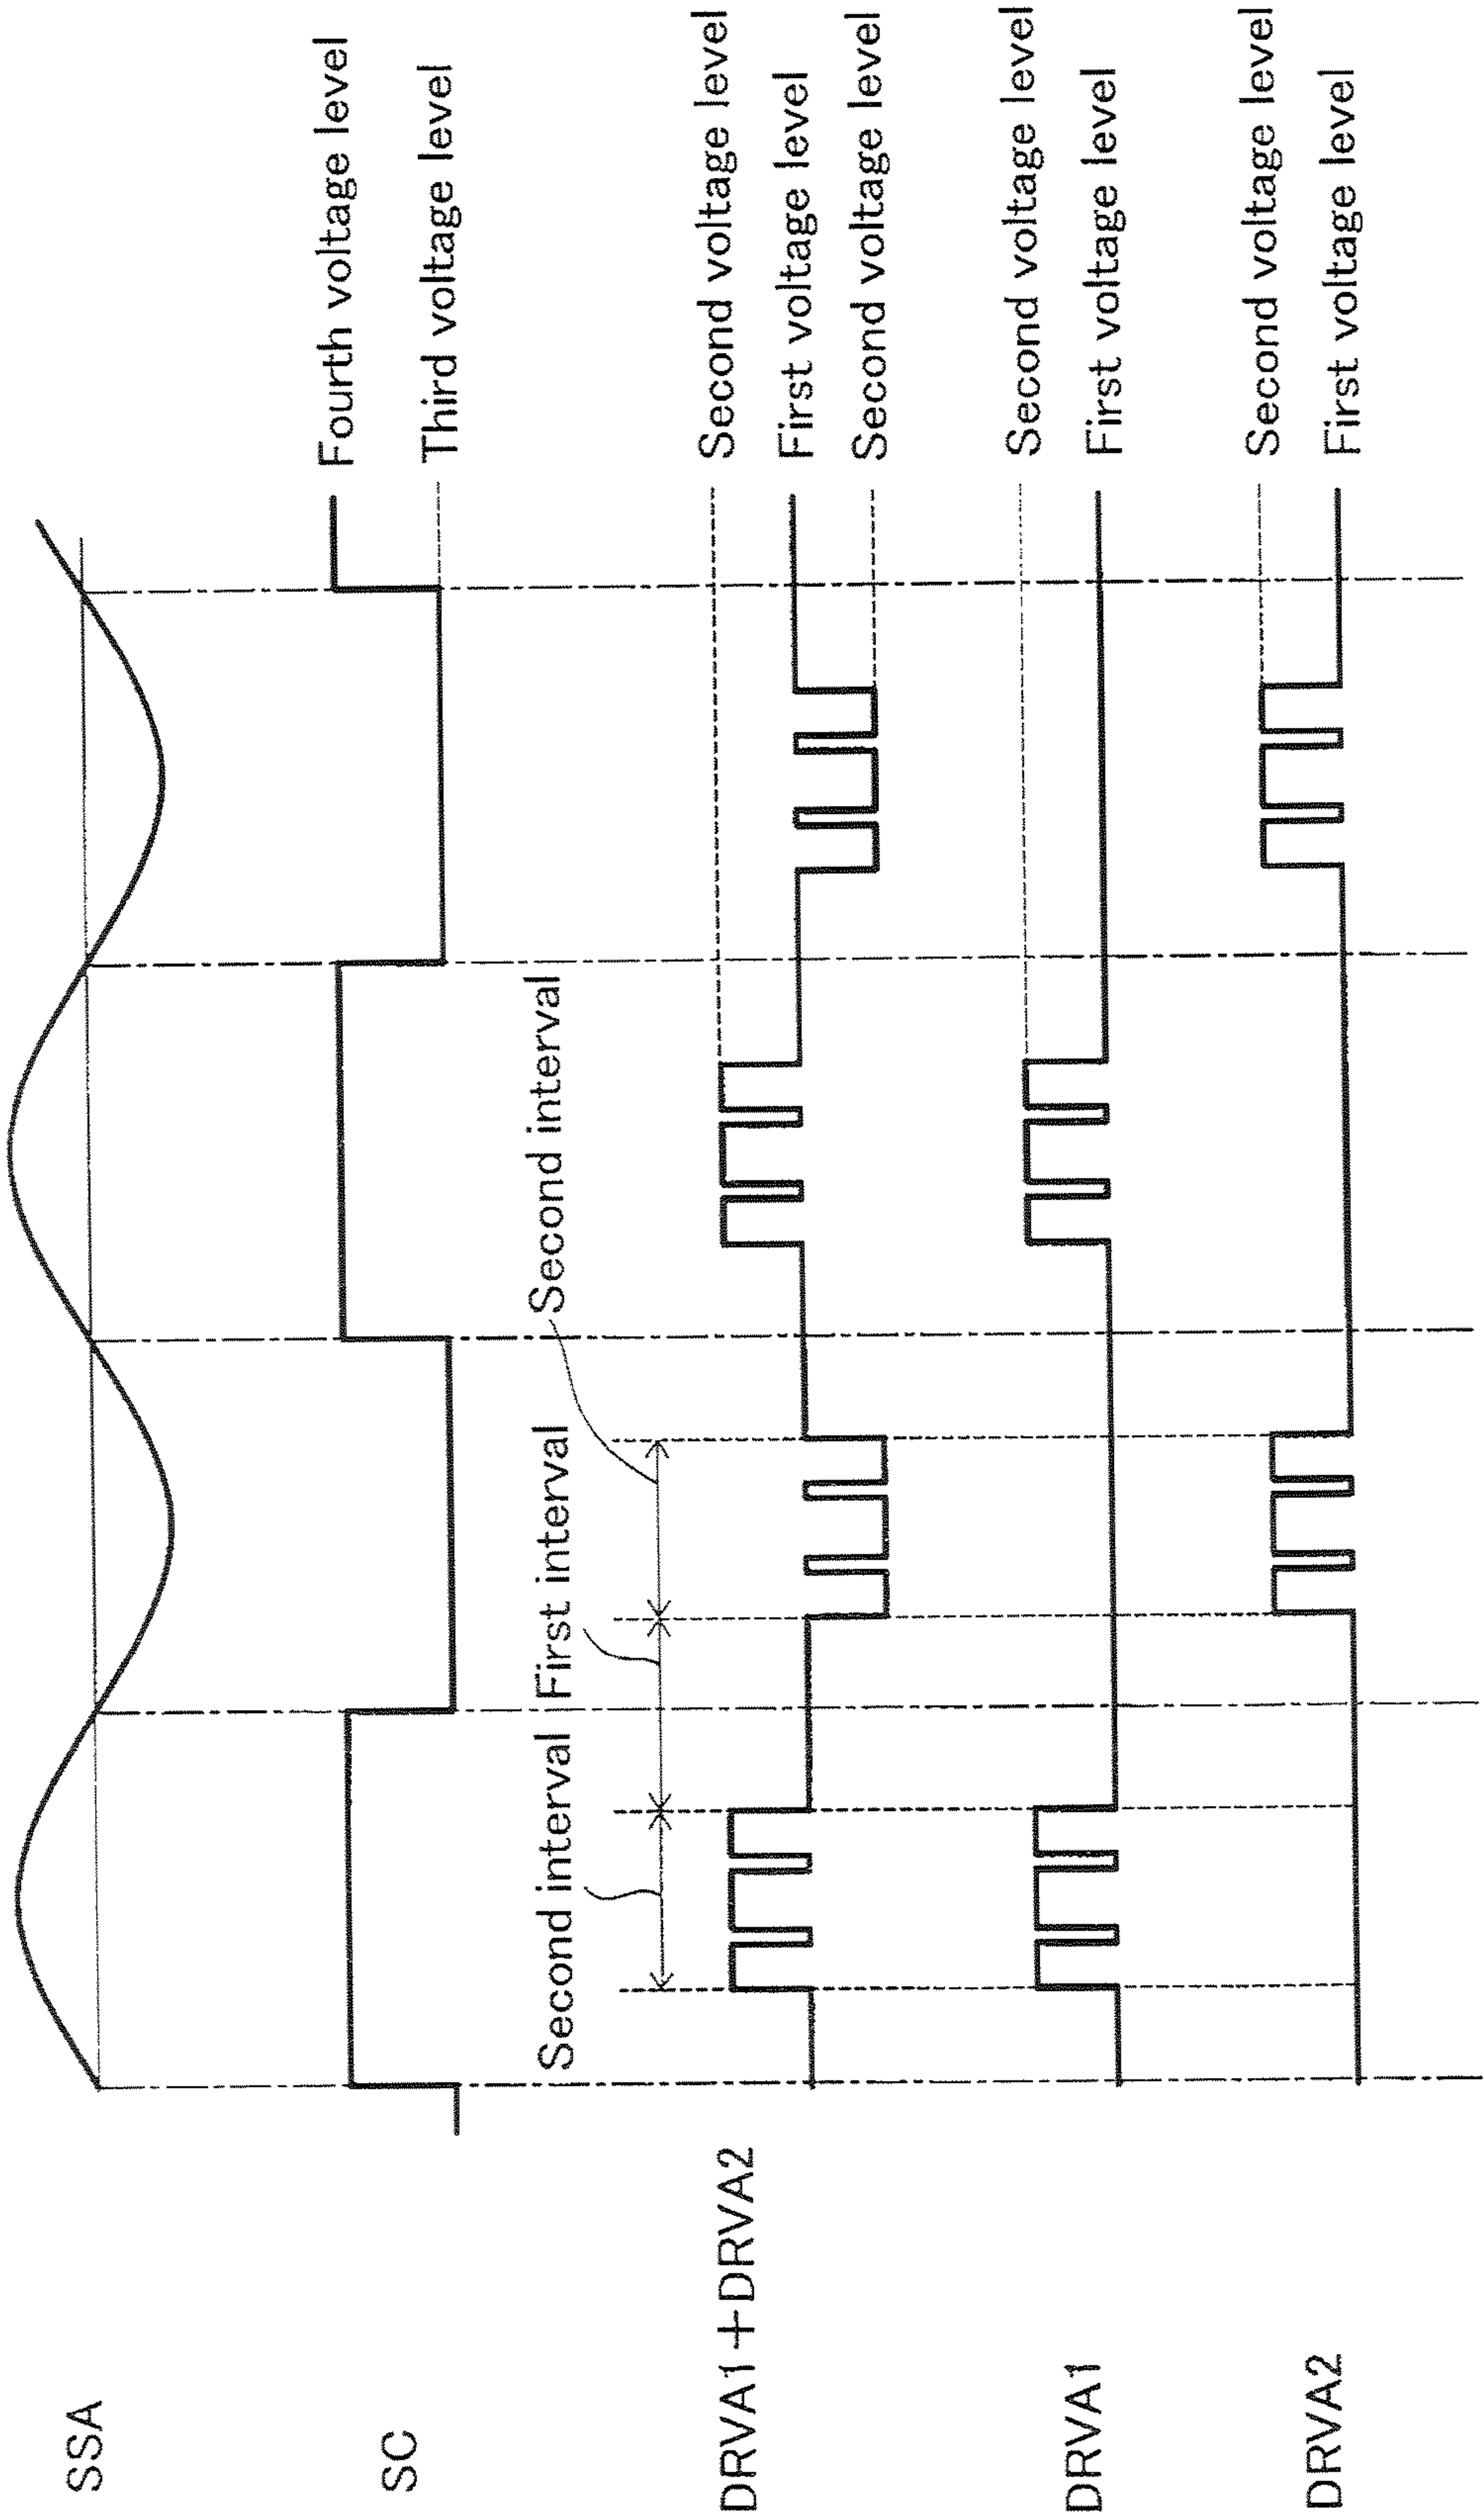 SSA
Fourth voltage level
SC
Third voltage level
Second interval
First interval
Second interval
Second voltage level
DRVA1+DRVA2
First voltage level
Second voltage level
Second voltage level
DRVA1
First voltage level
Second voltage level
DRVA2
First voltage level